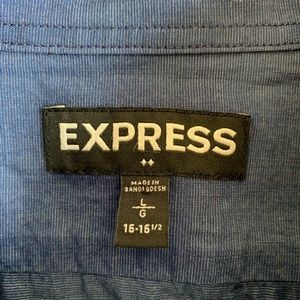 EXPRESS
MADE IN
BANGLADESH
L
G
16-16 1/2